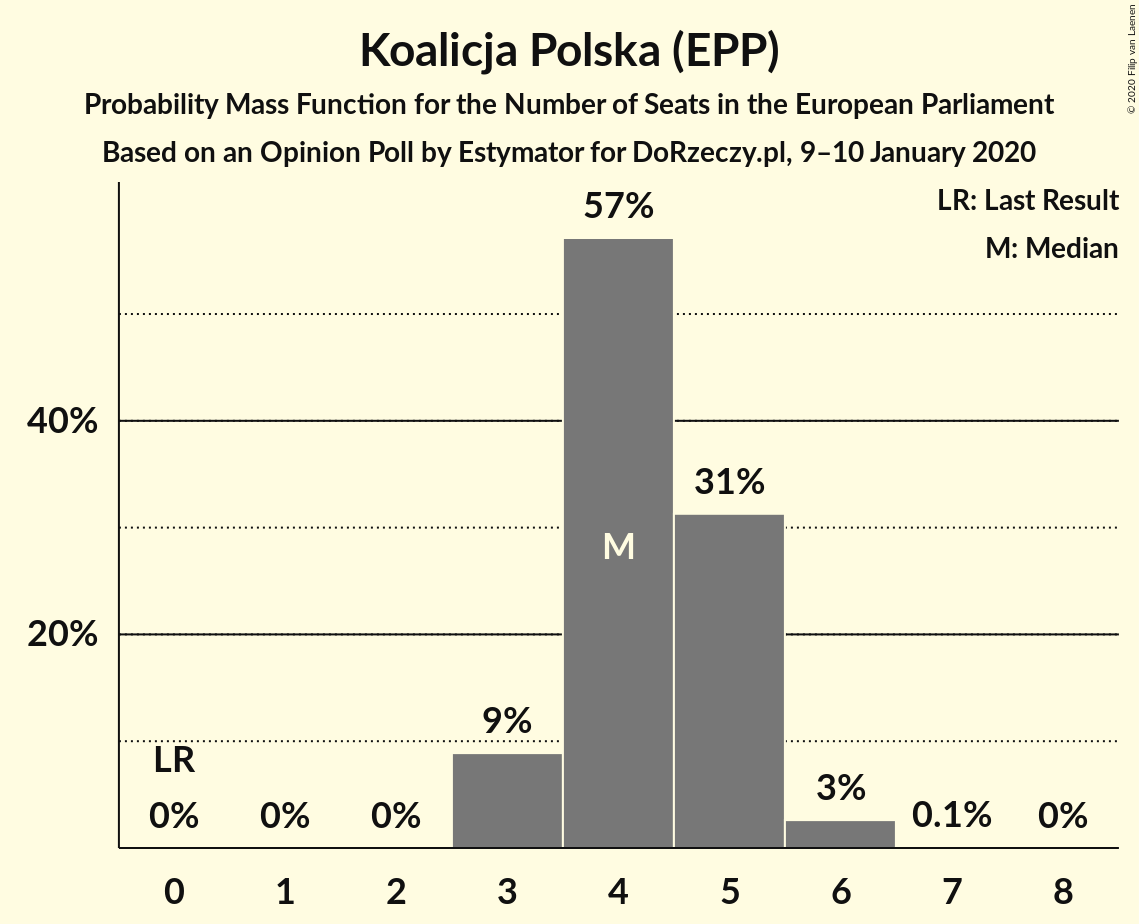 Koalicja Polska (EPP)
Probability Mass Function for the Number of Seats in the European Parliament
Based on an Opinion Poll by Estymator for DoRzeczy.pl, 9–10 January 2020
© 2020 Filip van Laenen
LR: Last Result
M: Median
57%
40%
31%
M
20%
9%
LR
3%
0%
0%
0%
0.1%
0%
0
1
2
3
4
5
6
7
8